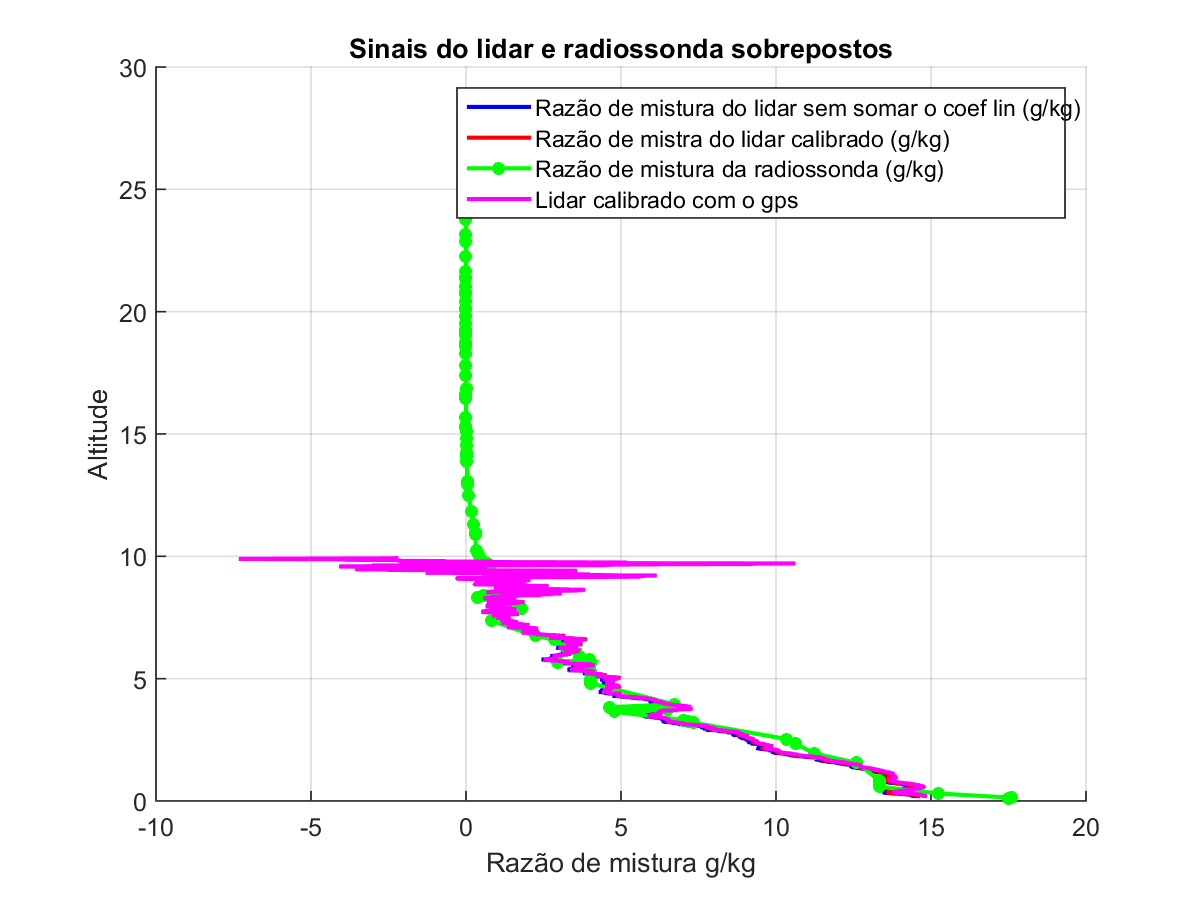 Sinais do lidar e radiossonda sobrepostos
30
25
20
15
10
5
0
Altitude
Razão de mistura do lidar sem somar o coef lin (g/kg)
Razão de mistra do lidar calibrado (g/kg)
Razão de mistura da radiossonda (g/kg)
Lidar calibrado com o gps
-10 -5 0 5 10 15 20
Razão de mistura g/kg